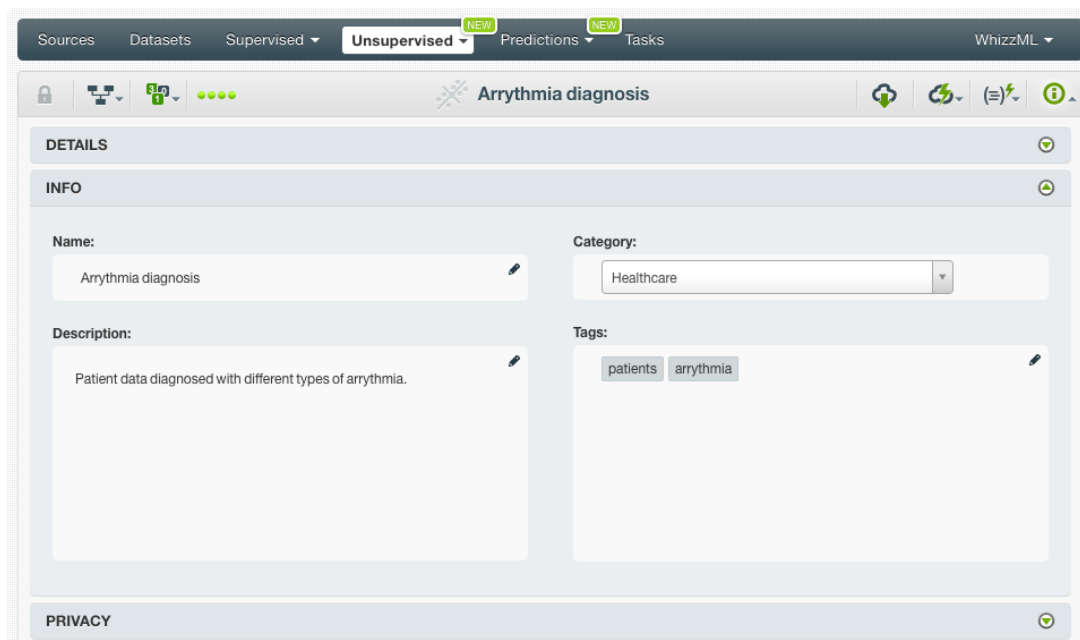 NEW NEW
Sources Datasets Supervised Unsupervised Predictions Tasks WhizzML
Arrythmia diagnosis
DETAILS
INFO
Name: Category:
Arrythmia diagnosis Healthcare
Description: Tags:
patients arrythmia
Patient data diagnosed with different types of arrythmia.
PRIVACY